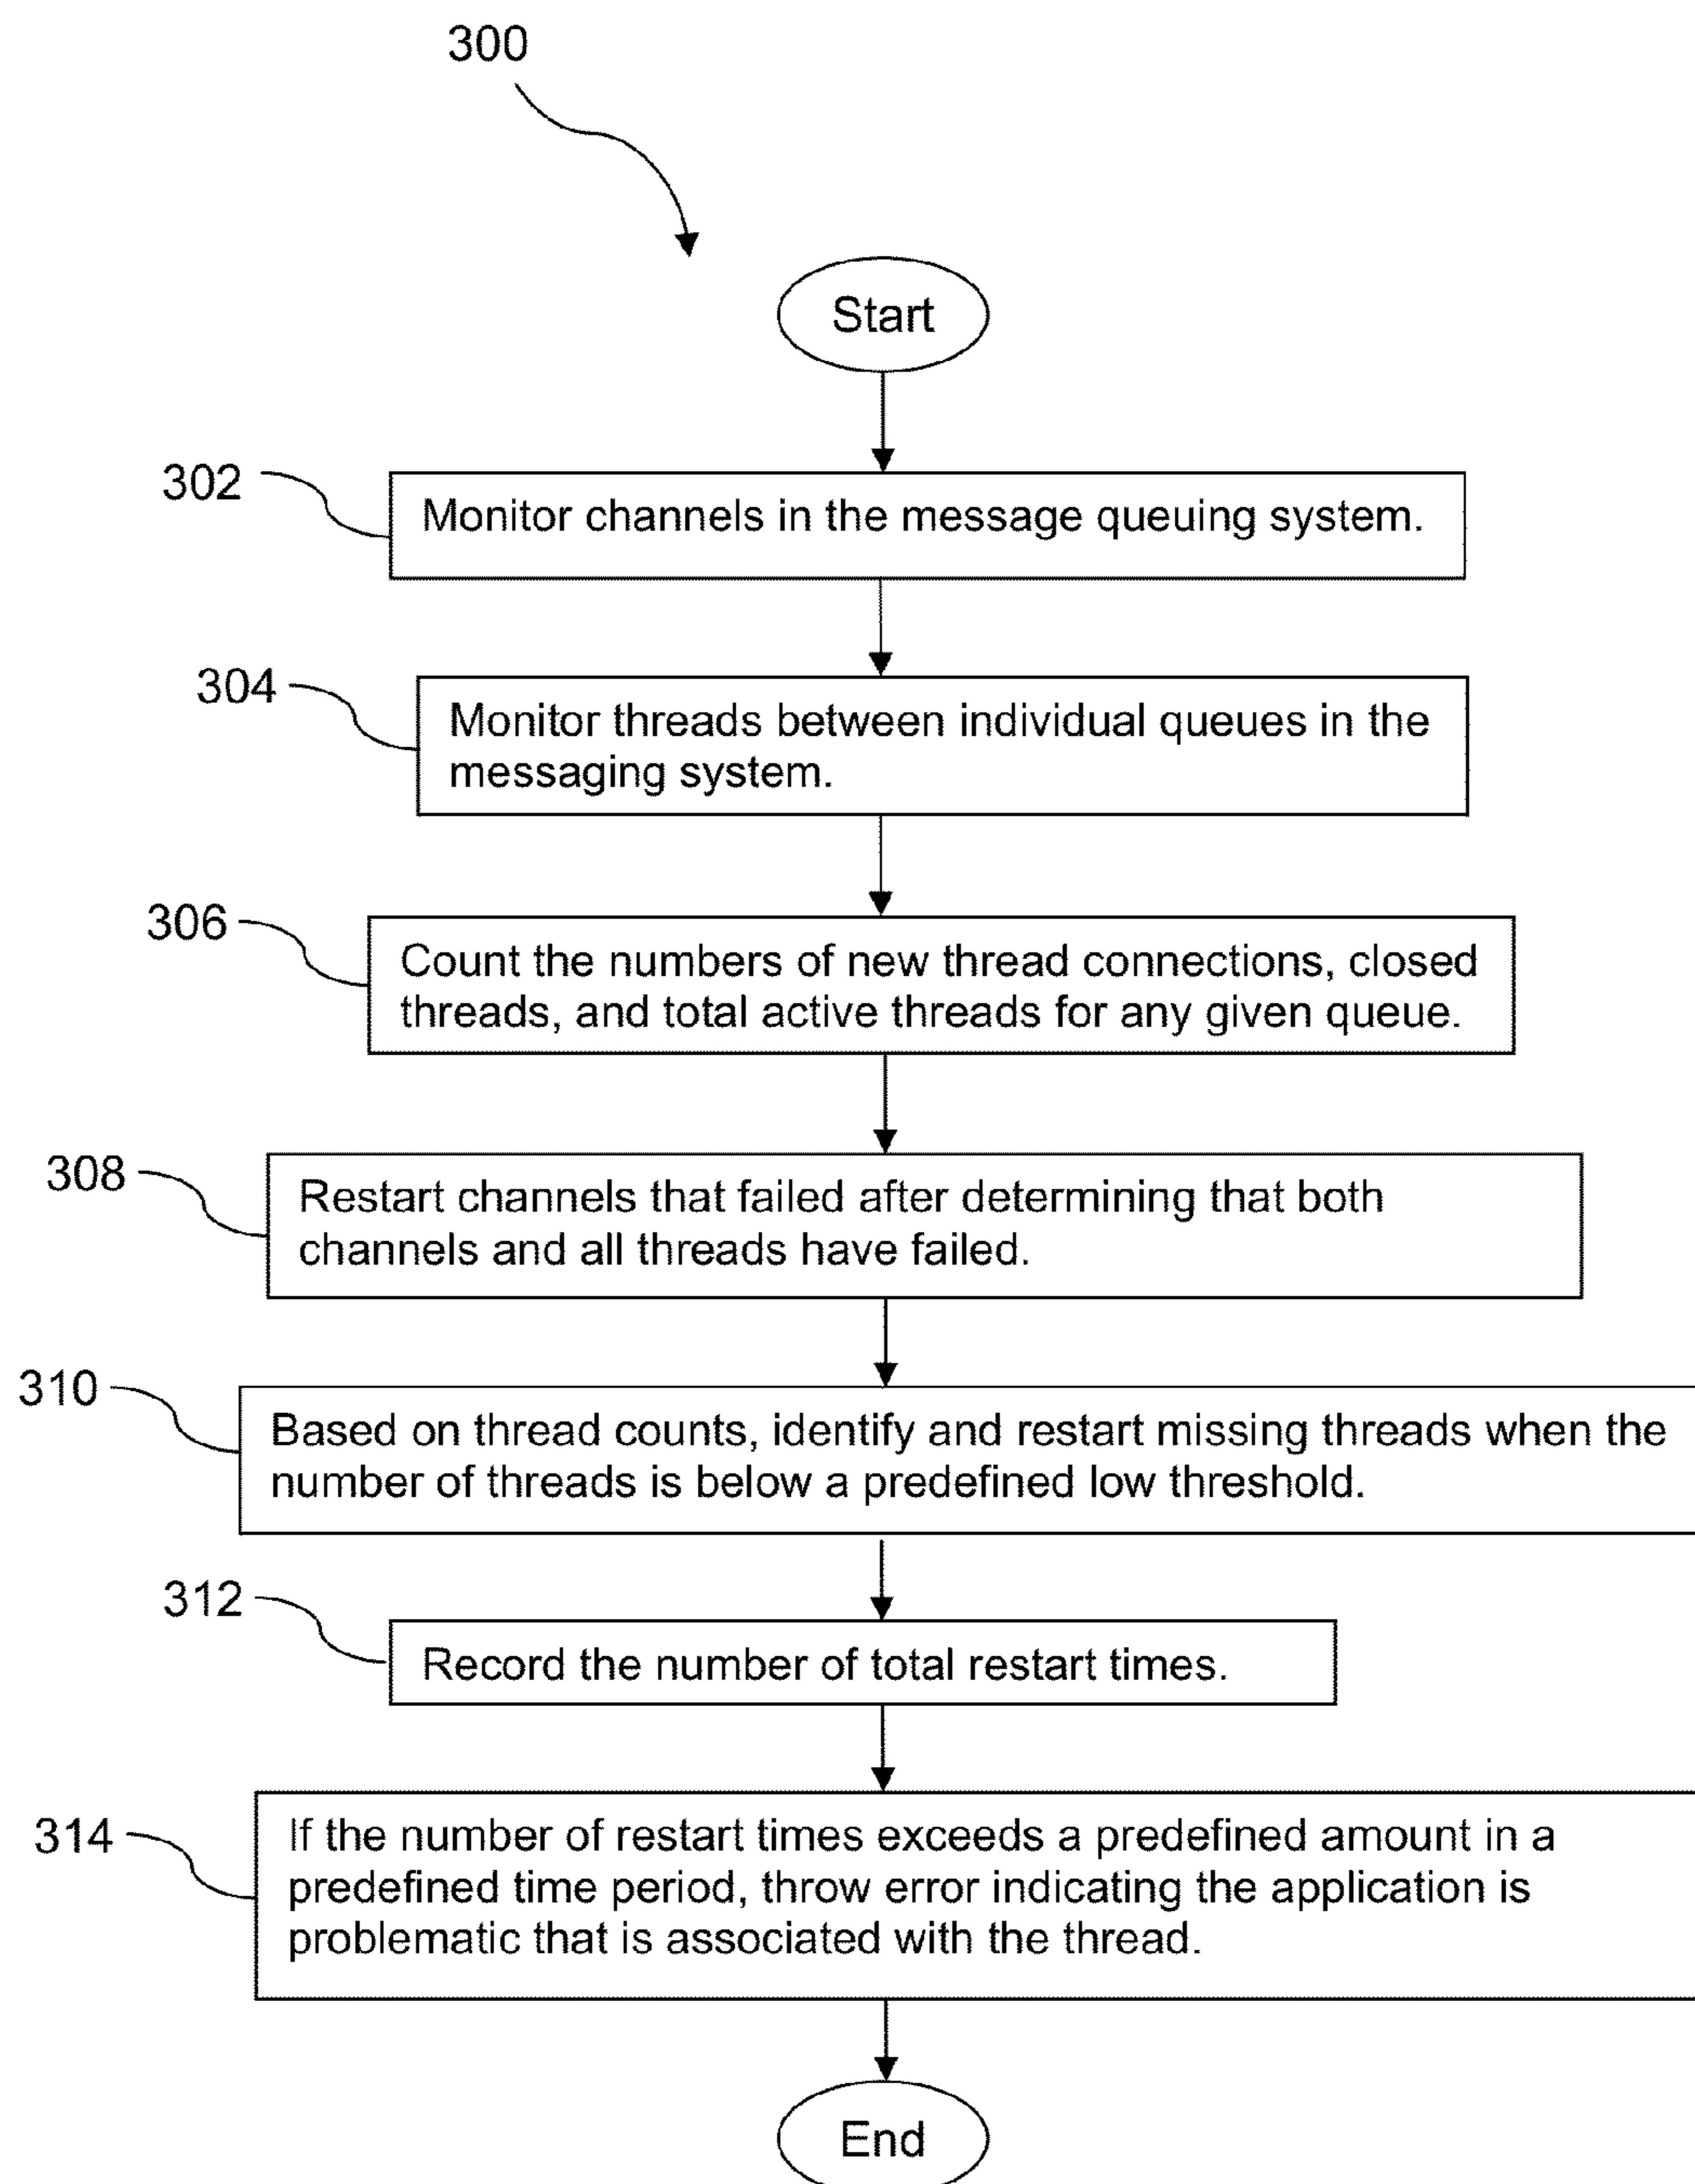 300
Start
302
Monitor channels in the message queuing system.
304
Monitor threads between individual queues in the
messaging system.
306
Count the numbers of new thread connections, closed
threads, and total active threads for any given queue.
308
Restart channels that failed after determining that both
channels and all threads have failed.
310
Based on thread counts, identify and restart missing threads when the
number of threads is below a predefined low threshold.
312
Record the number of total restart times.
314
If the number of restart times exceeds a predefined amount in a
predefined time period, throw error indicating the application is
problematic that is associated with the thread.
End